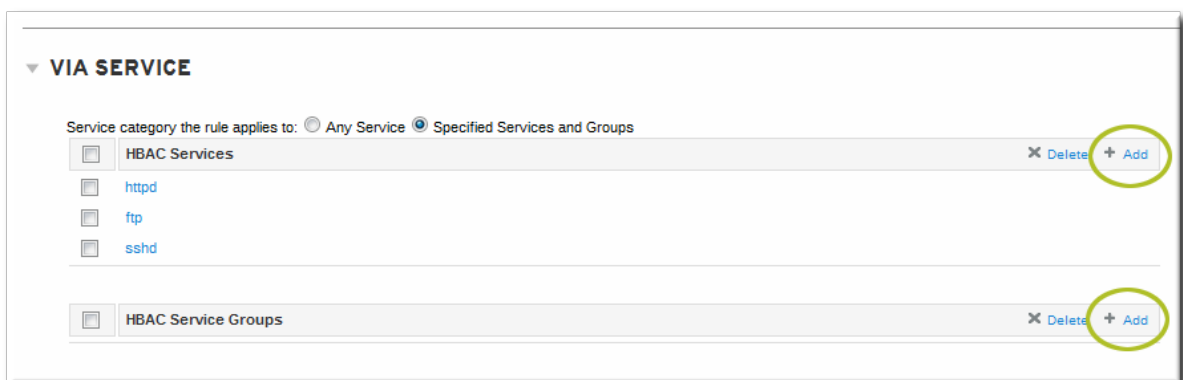 VIA SERVICE
Service category the rule applies to: Any Service Specified Services and Groups
HBAC Services Delete Add
httpd
ftp
sshd
HBAC Service Groups Delete Add